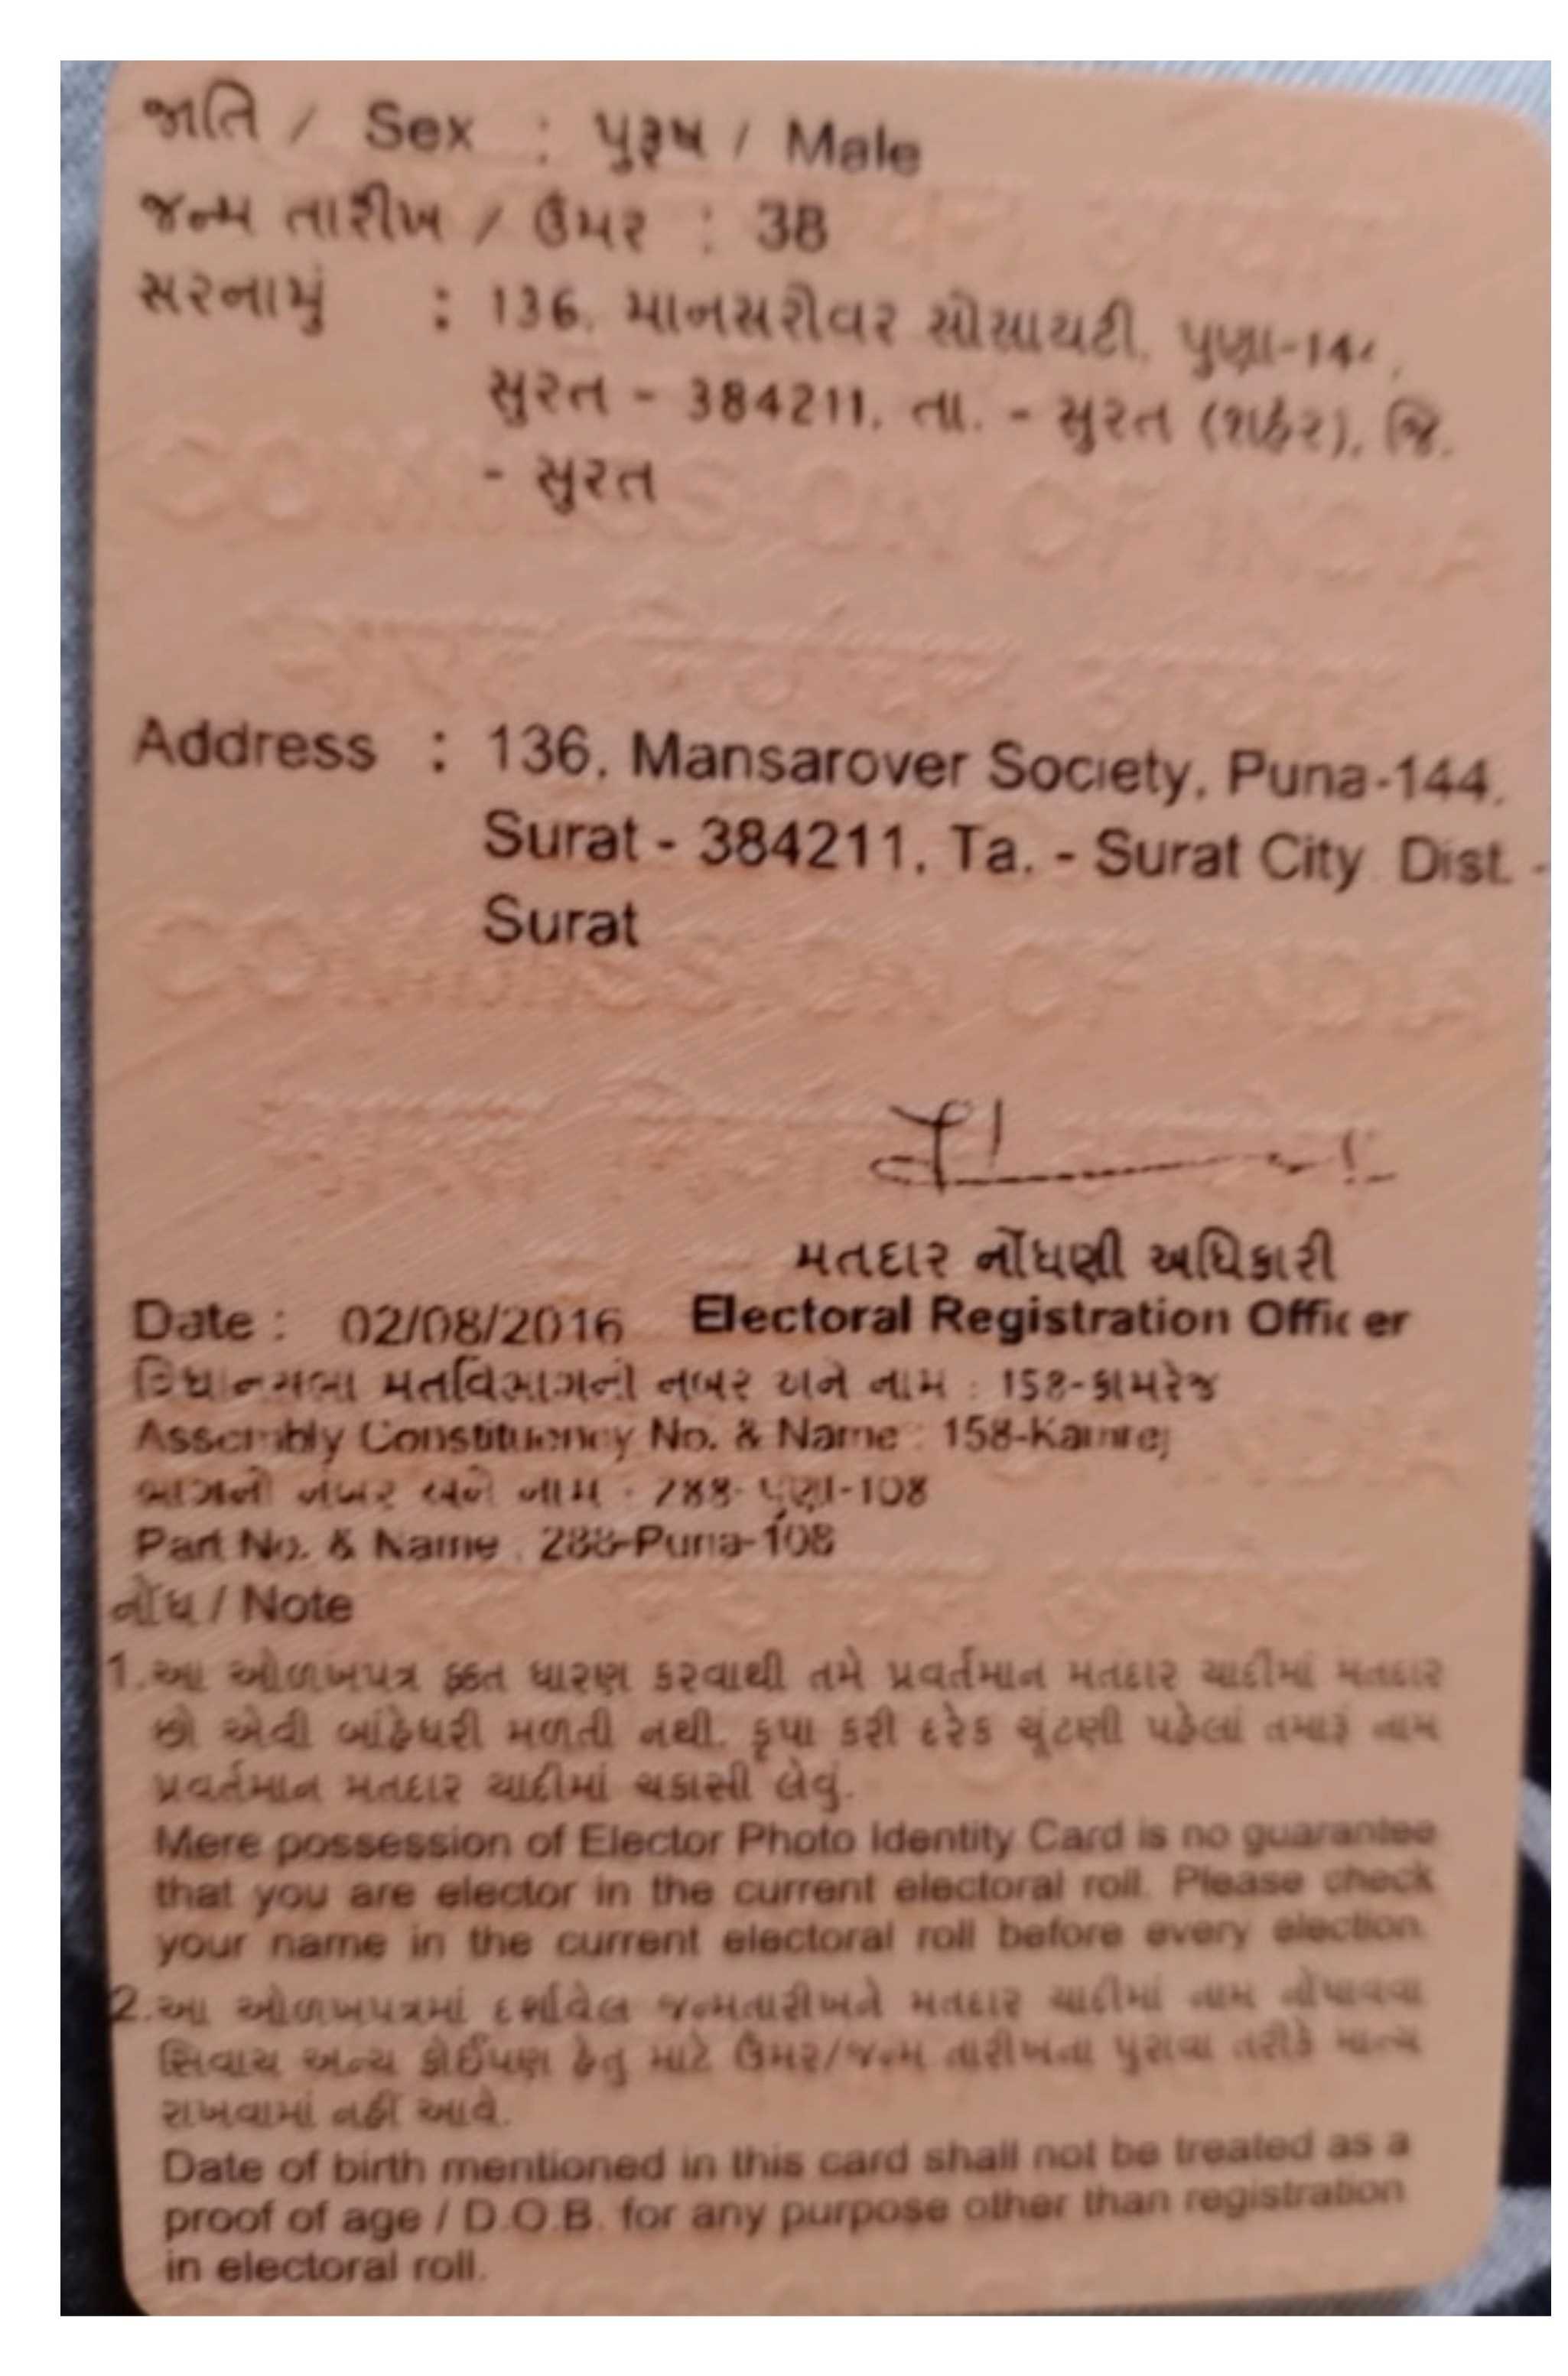 જાતિ / Sex : પુરૂષ / Male
જન્મ તારીખ / ઉંમર : 38
સરનામું : 136, માનસરોવર સોસાયટી, પુણા-144,
સુરત - 384211, તા. - સુરત (શહેર), જિ.
- સુરત
Address : 136, Mansarover Society, Puna-144,
Surat - 384211, Ta. - Surat City Dist. -
Surat
મતદાર નોંધણી અધિકારી
Date : 02/08/2016 Electoral Registration Officer
વિધાનસભા મતવિભાગનો નંબર અને નામ : 158-કામરેજ
Assembly Constituency No. & Name : 158-Kamrej
ભાગનો નંબર અને નામ : 288-પુણા-108
Part No. & Name : 288-Puna-108
નોંધ / Note
1. આ ઓળખપત્ર ફક્ત ધારણ કરવાથી તમે પ્રવર્તમાન મતદાર યાદીમાં મતદાર
છો એવી બાંહેધરી મળતી નથી. કૃપા કરી દરેક ચૂંટણી પહેલાં તમારૂં નામ
પ્રવર્તમાન મતદાર યાદીમાં ચકાસી લેવું.
Mere possession of Elector Photo Identity Card is no guarantee
that you are elector in the current electoral roll. Please check
your name in the current electoral roll before every election.
2. આ ઓળખપત્રમાં દર્શાવેલ જન્મતારીખને મતદાર યાદીમાં નામ નોંધાવવા
સિવાય અન્ય કોઈપણ હેતુ માટે ઉંમર/જન્મ તારીખના પુરાવા તરીકે માન્ય
રાખવામાં નહીં આવે.
Date of birth mentioned in this card shall not be treated as a
proof of age / D.O.B. for any purpose other than registration
in electoral roll.